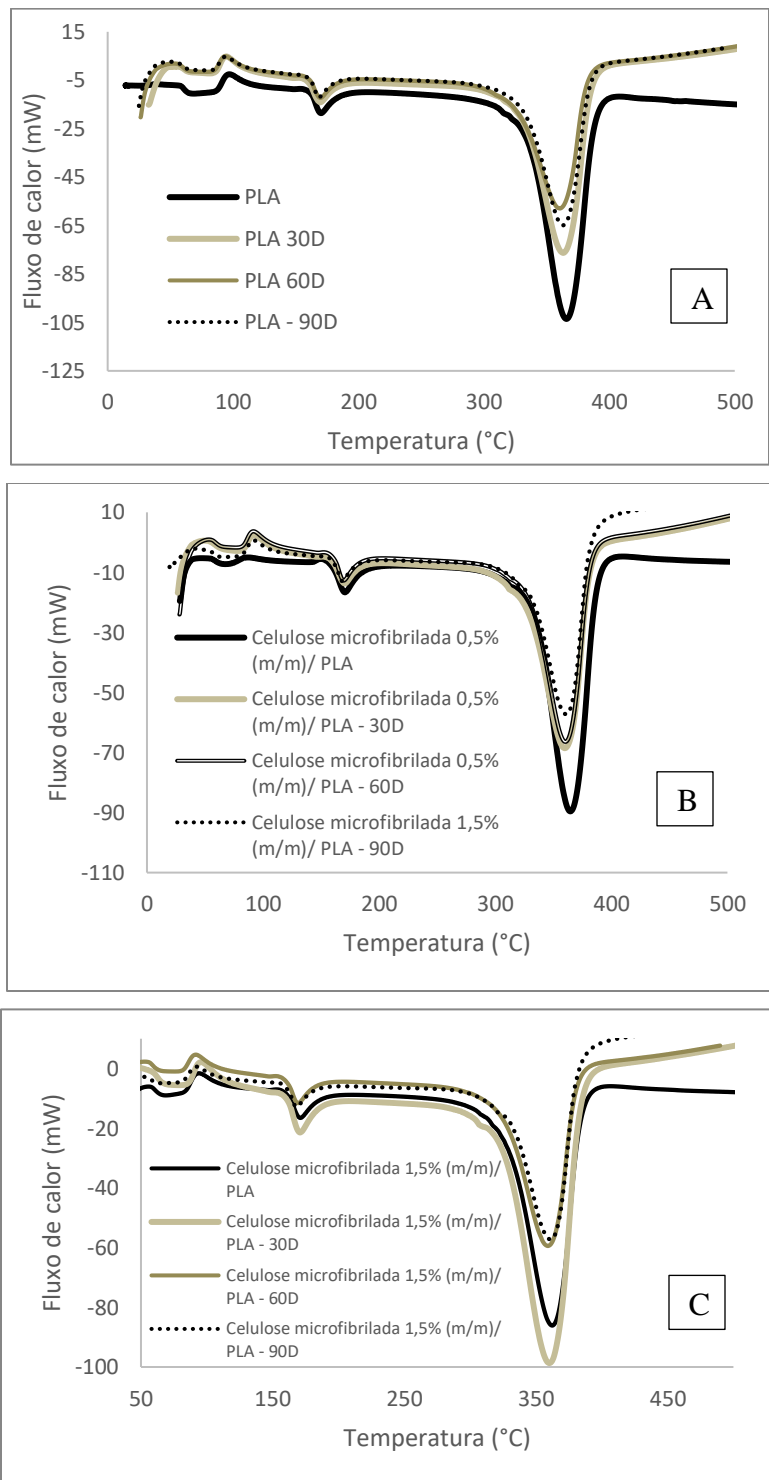 15
-5
-25
-45
-65
-85
-105
-125
Fluxo de calor (mW)
PLA
PLA 30D
PLA 60D
PLA - 90D
A
0
100
200
300
400
500
Temperatura (°C)
10
-10
-30
-50
-70
-90
-110
Fluxo de calor (mW)
Celulose microfibrilada 0,5%
(m/m)/ PLA
Celulose microfibrilada 0,5%
(m/m)/ PLA - 30D
Celulose microfibrilada 0,5%
(m/m)/ PLA - 60D
Celulose microfibrilada 1,5%
(m/m)/ PLA - 90D
B
0
100
200
300
400
500
Temperatura (°C)
0
-20
-40
-60
-80
-100
Fluxo de calor (mW)
Celulose microfibrilada 1,5% (m/m)/
PLA
Celulose microfibrilada 1,5% (m/m)/
PLA - 30D
Celulose microfibrilada 1,5% (m/m)/
PLA - 60D
Celulose microfibrilada 1,5% (m/m)/
PLA - 90D
C
50
150
250
350
450
Temperatura (°C)